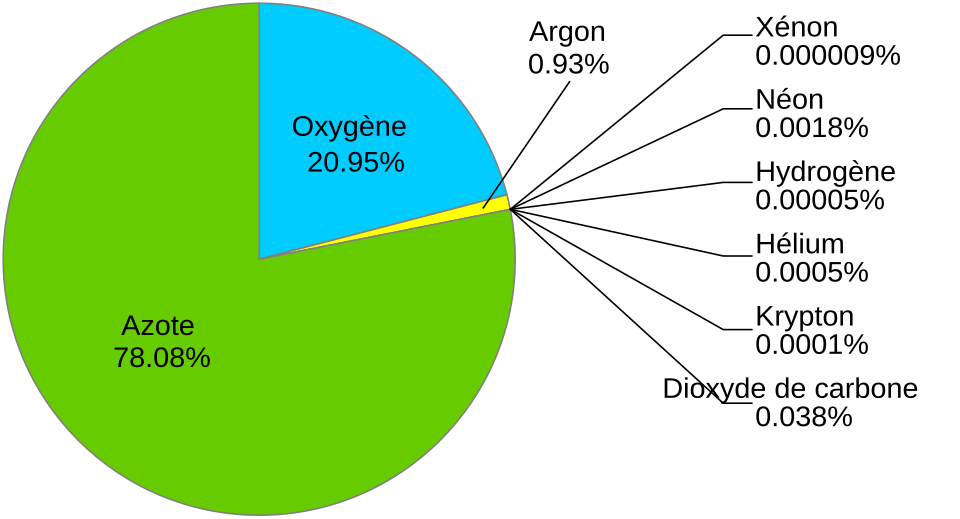 Argon
0.93%
Oxygène
20.95%
Azote
78.08%
Xénon
0.000009%
Néon
0.0018%
Hydrogène
0.00005%
Hélium
0.0005%
Krypton
0.0001%
Dioxyde de carbone
0.038%